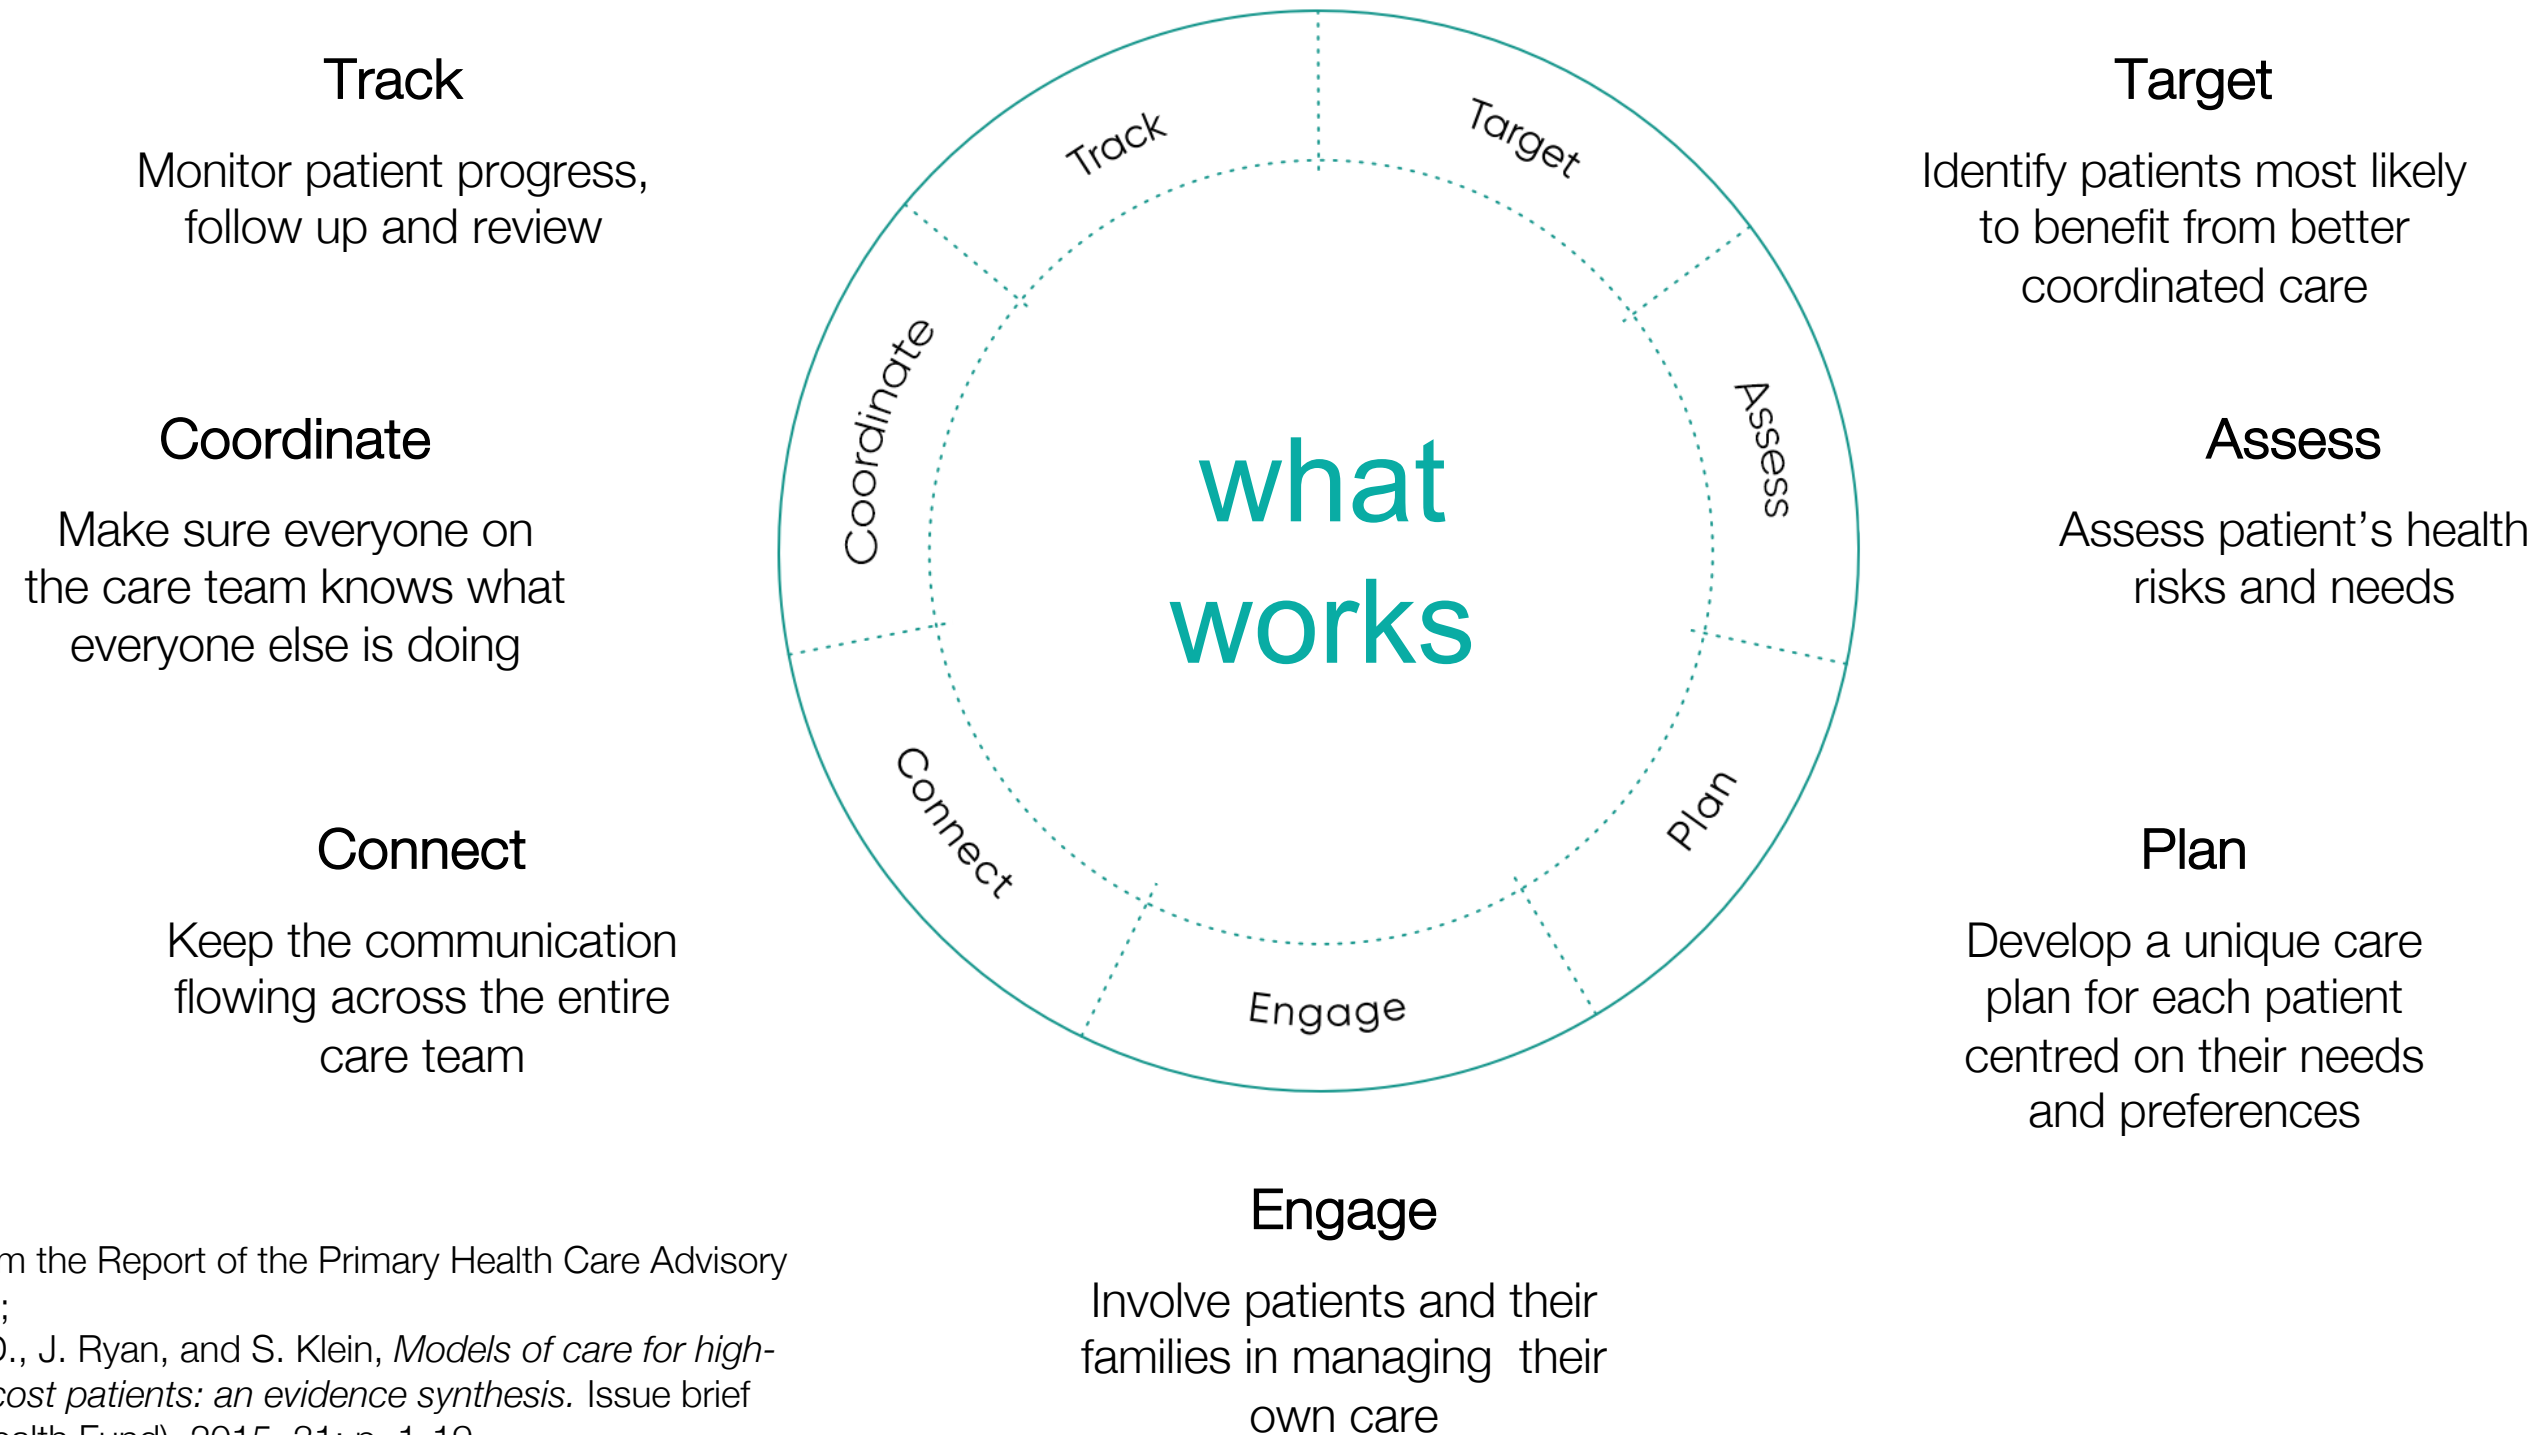 Track
Monitor patient progress,
follow up and review
Coordinate
Make sure everyone on
the care team knows what
everyone else is doing
Connect
Keep the communication
flowing across the entire
care team
Track
Target
Assess
Plan
Engage
Connect
Coordinate
what
works
Target
Identify patients most likely
to benefit from better
coordinated care
Assess
Assess patient’s health
risks and needs
Plan
Develop a unique care
plan for each patient
centred on their needs
and preferences
Engage
Involve patients and their
families in managing  their
own care
the Report of the Primary Health Care Advisory
;
J. Ryan, and S. Klein, Models of care for high-
cost patients: an evidence synthesis. Issue brief
Fund), 2015.